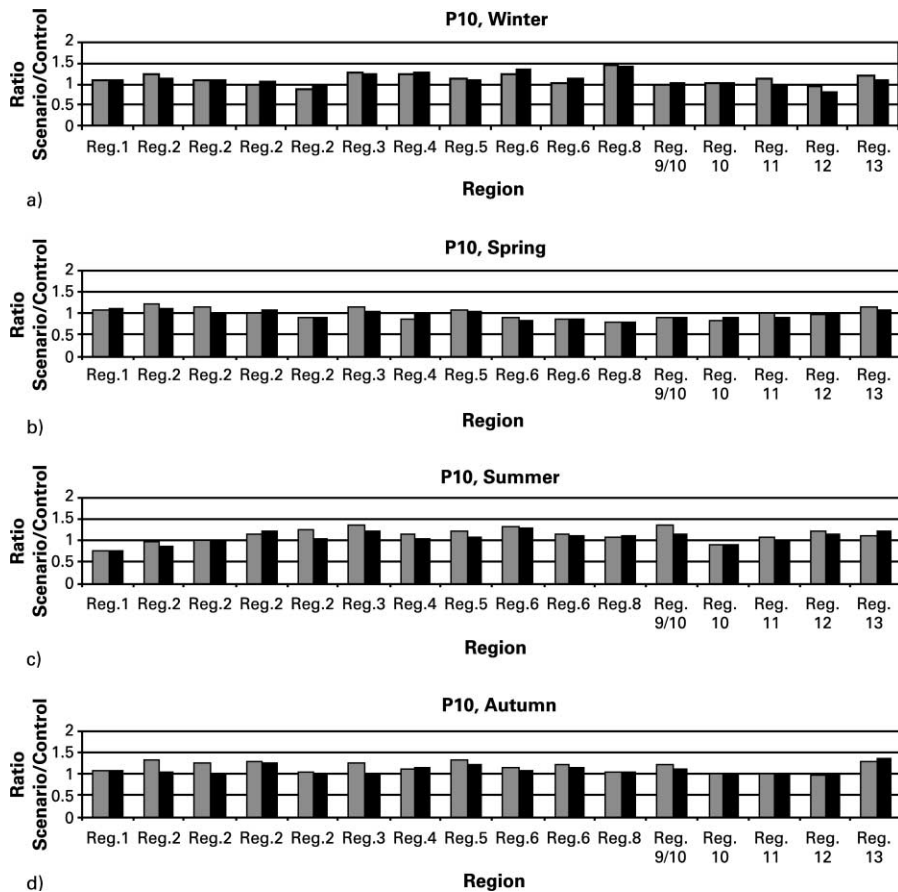 P10, Winter
Ratio
Scenario/Control
2
1.5
1
0.5
0
Reg.1 Reg.2 Reg.2 Reg.2 Reg.2 Reg.3 Reg.4 Reg.5 Reg.6 Reg.6 Reg.8 Reg. 9/10 Reg. 10 Reg. 11 Reg. 12 Reg. 13
Region
a)
P10, Spring
Ratio
Scenario/Control
2
1.5
1
0.5
0
Reg.1 Reg.2 Reg.2 Reg.2 Reg.2 Reg.3 Reg.4 Reg.5 Reg.6 Reg.6 Reg.8 Reg. 9/10 Reg. 10 Reg. 11 Reg. 12 Reg. 13
Region
b)
P10, Summer
Ratio
Scenario/Control
2
1.5
1
0.5
0
Reg.1 Reg.2 Reg.2 Reg.2 Reg.2 Reg.3 Reg.4 Reg.5 Reg.6 Reg.6 Reg.8 Reg. 9/10 Reg. 10 Reg. 11 Reg. 12 Reg. 13
Region
c)
P10, Autumn
Ratio
Scenario/Control
2
1.5
1
0.5
0
Reg.1 Reg.2 Reg.2 Reg.2 Reg.2 Reg.3 Reg.4 Reg.5 Reg.6 Reg.6 Reg.8 Reg. 9/10 Reg. 10 Reg. 11 Reg. 12 Reg. 13
Region
d)